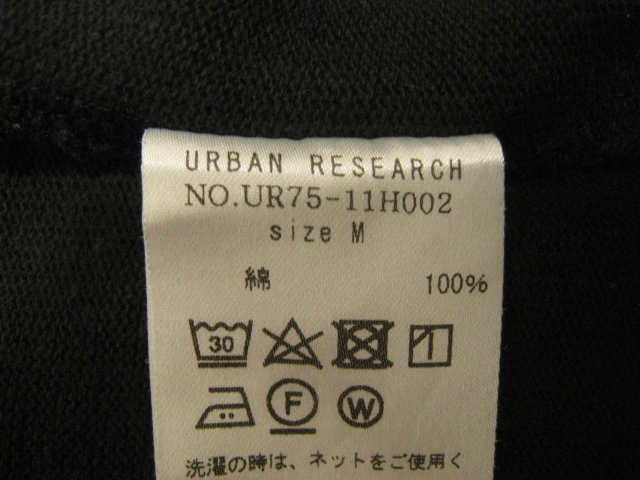 URBAN RESEARCH
NO.UR75-11H002
size M
綿 100%
30
F W
洗濯の時は、ネットをご使用く